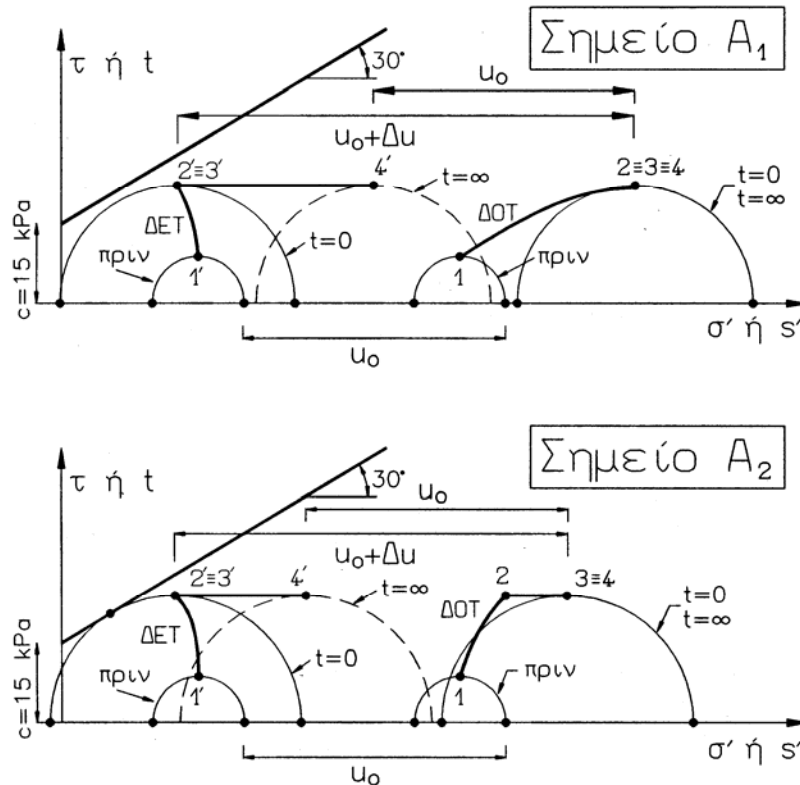 Σημείο Α₁
τ ή t
30°
u₀
u₀+Δu
2'≡3'
4'
t=∞
2≡3≡4
t=0
t=∞
ΔΕΤ
ΔΟΤ
t=0
πριν
1'
1
πριν
c=15 kPa
σ' ή s'
u₀
Σημείο Α₂
τ ή t
30°
u₀
u₀+Δu
2'≡3'
4'
t=∞
2
3≡4
t=0
t=∞
ΔΕΤ
ΔΟΤ
t=0
πριν
1'
1
πριν
c=15 kPa
σ' ή s'
u₀